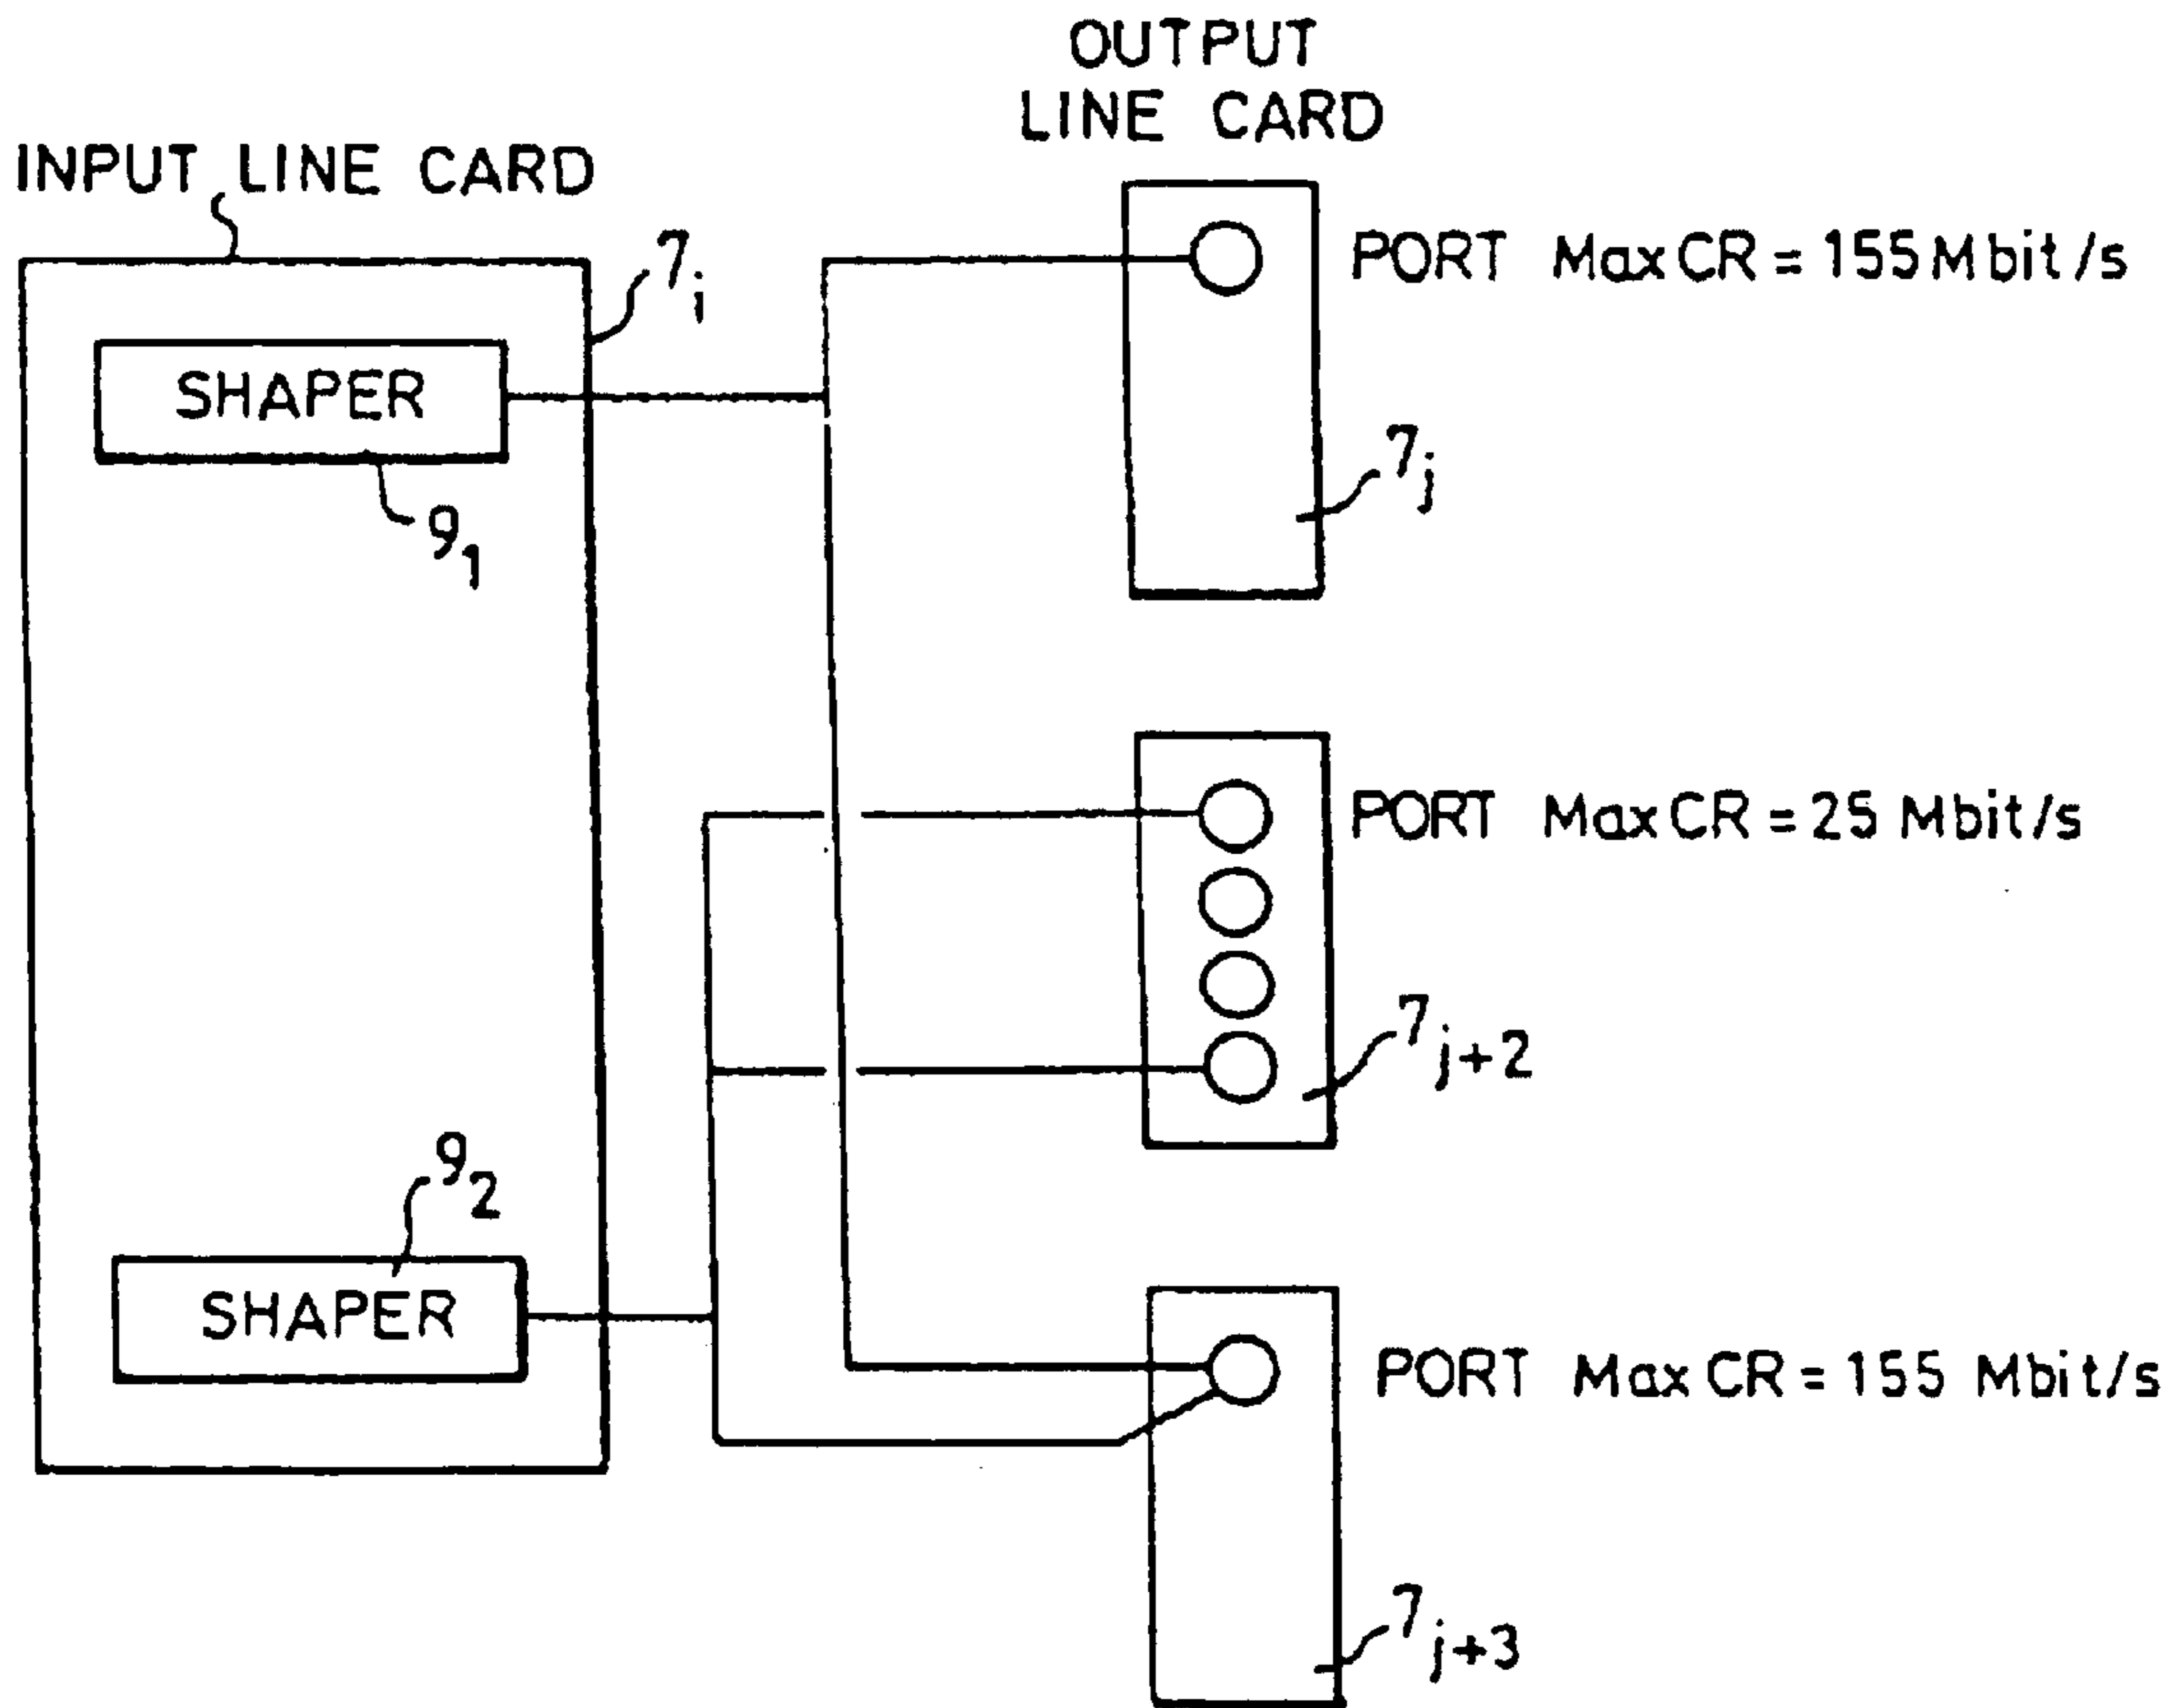 OUTPUT
LINE CARD
INPUT LINE CARD
7i
PORT MaxCR = 155 Mbit/s
SHAPER
91
7j
PORT MaxCR = 25 Mbit/s
7j+2
92
SHAPER
PORT MaxCR = 155 Mbit/s
7j+3